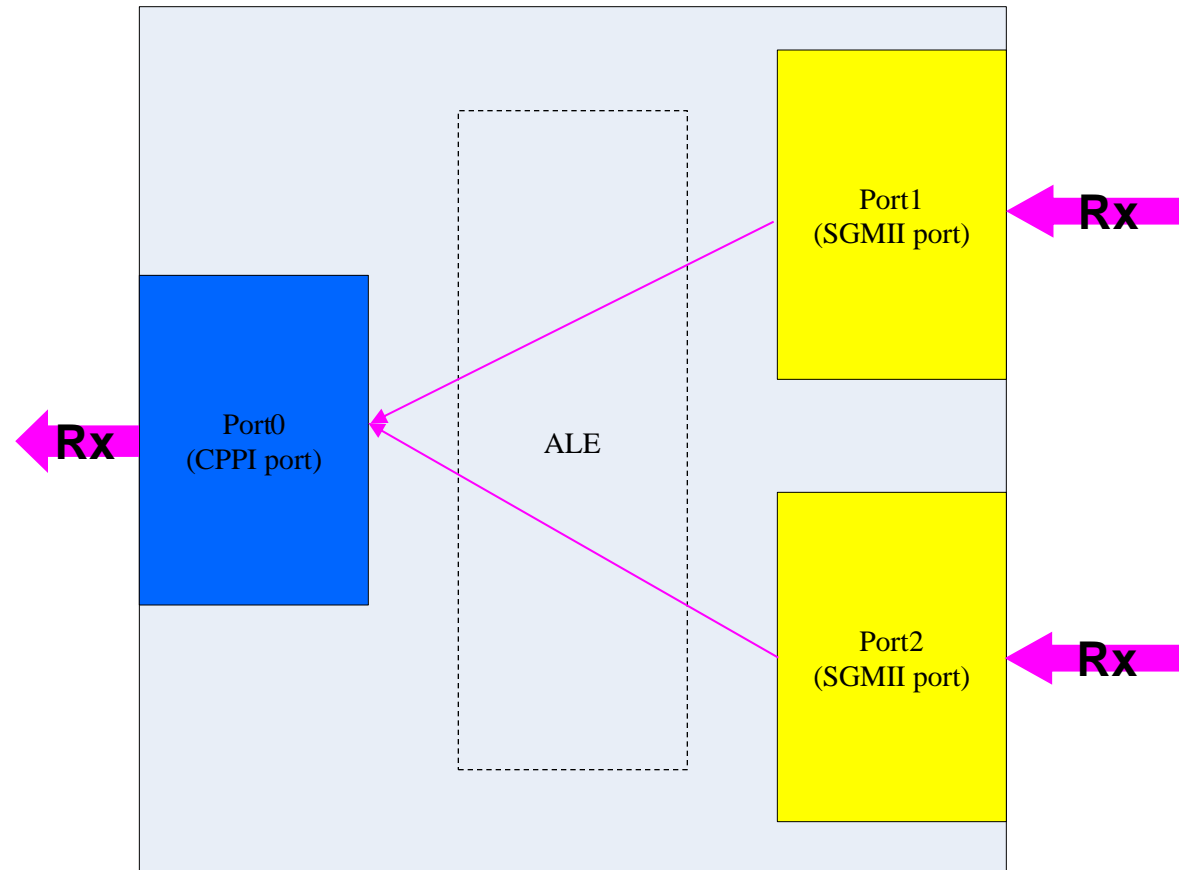 Port1
(SGMII port)
Rx
Port0
(CPPI port)
Rx
ALE
Port2
(SGMII port)
Rx